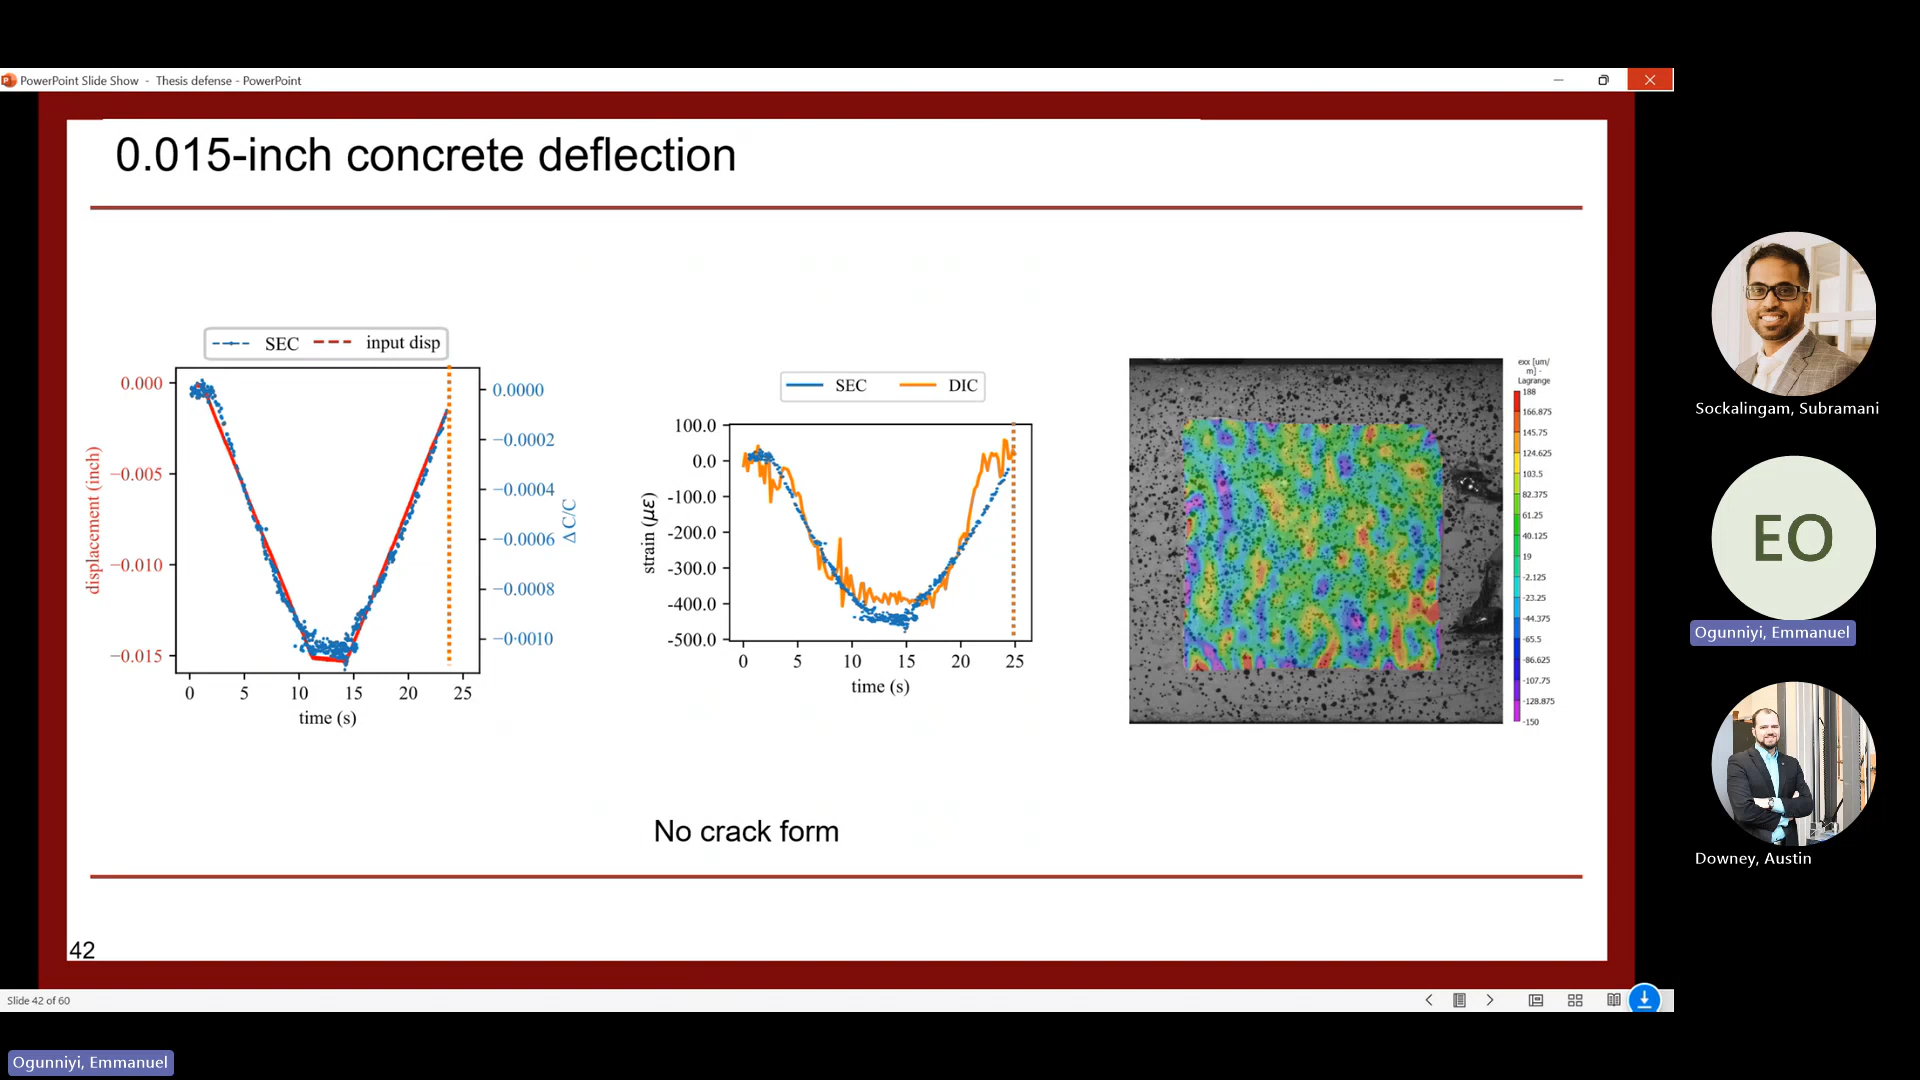 PowerPoint Slide Show - Thesis defense - PowerPoint
0.015-inch concrete deflection
SEC input disp
0.000
−0.005
−0.010
−0.015
displacement (inch)
0.0000
−0.0002
−0.0004
−0.0006
−0.0008
−0.0010
Δ C/C
0 5 10 15 20 25
time (s)
SEC DIC
100.0
0.0
-100.0
-200.0
-300.0
-400.0
-500.0
strain (με)
0 5 10 15 20 25
time (s)
exx [um/
m] -
Lagrange
188
166.875
145.75
124.625
103.5
82.375
61.25
40.125
19
-2.125
-23.25
-44.375
-65.5
-86.625
-107.75
-128.875
-150
No crack form
42
Slide 42 of 60
Sockalingam, Subramani
EO
Ogunniyi, Emmanuel
Downey, Austin
Ogunniyi, Emmanuel